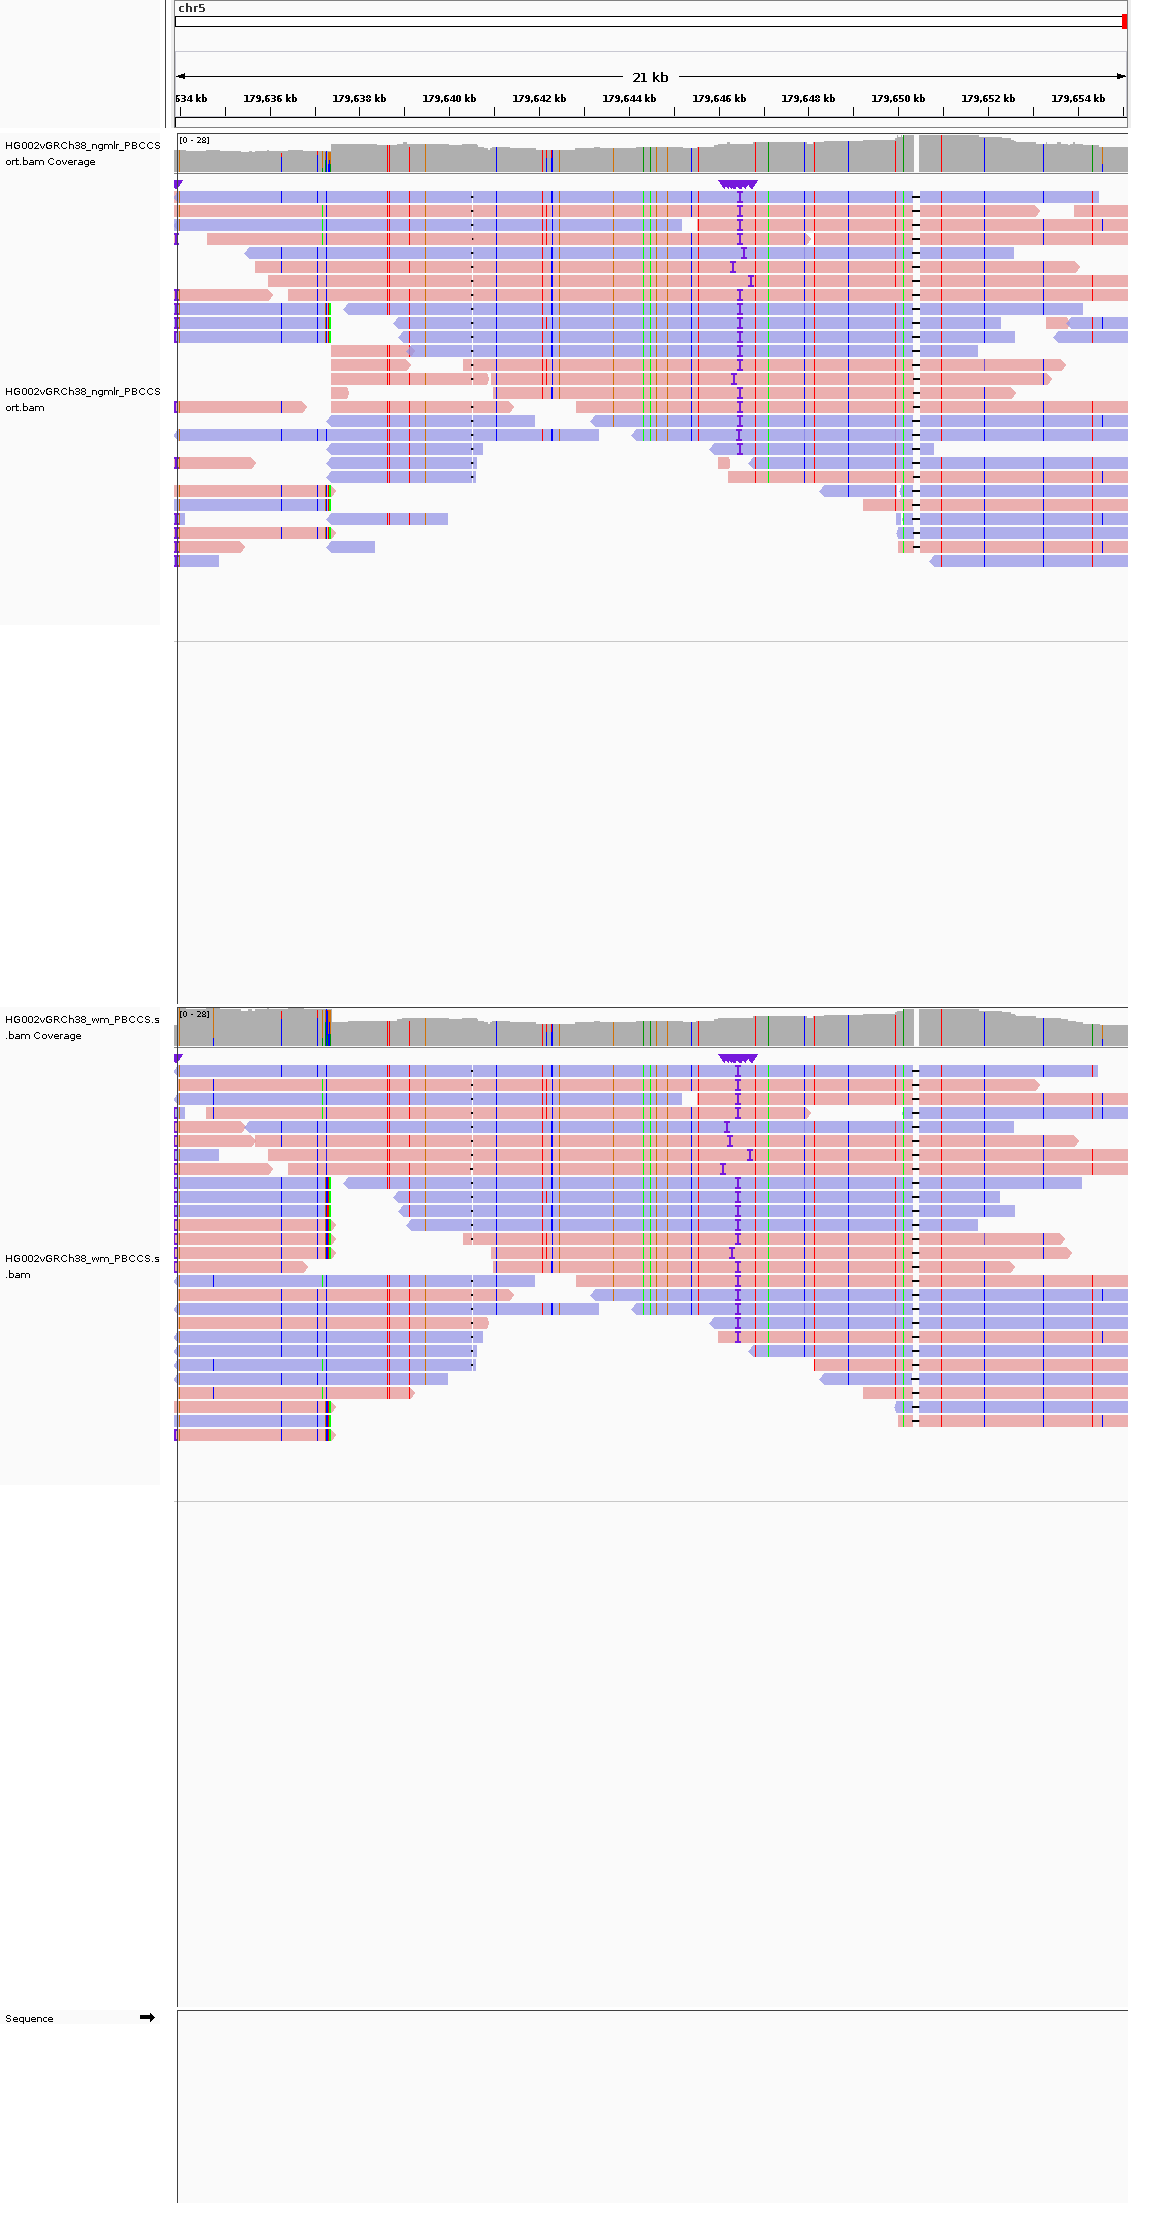 chr5
21 kb
634 kb 179,636 kb 179,638 kb 179,640 kb 179,642 kb 179,644 kb 179,646 kb 179,648 kb 179,650 kb 179,652 kb 179,654 kb
HG002vGRCh38_ngmlr_PBCCS
ort.bam Coverage
[0 - 28]
HG002vGRCh38_ngmlr_PBCCS
ort.bam
HG002vGRCh38_wm_PBCCS.s
.bam Coverage
[0 - 28]
HG002vGRCh38_wm_PBCCS.s
.bam
Sequence